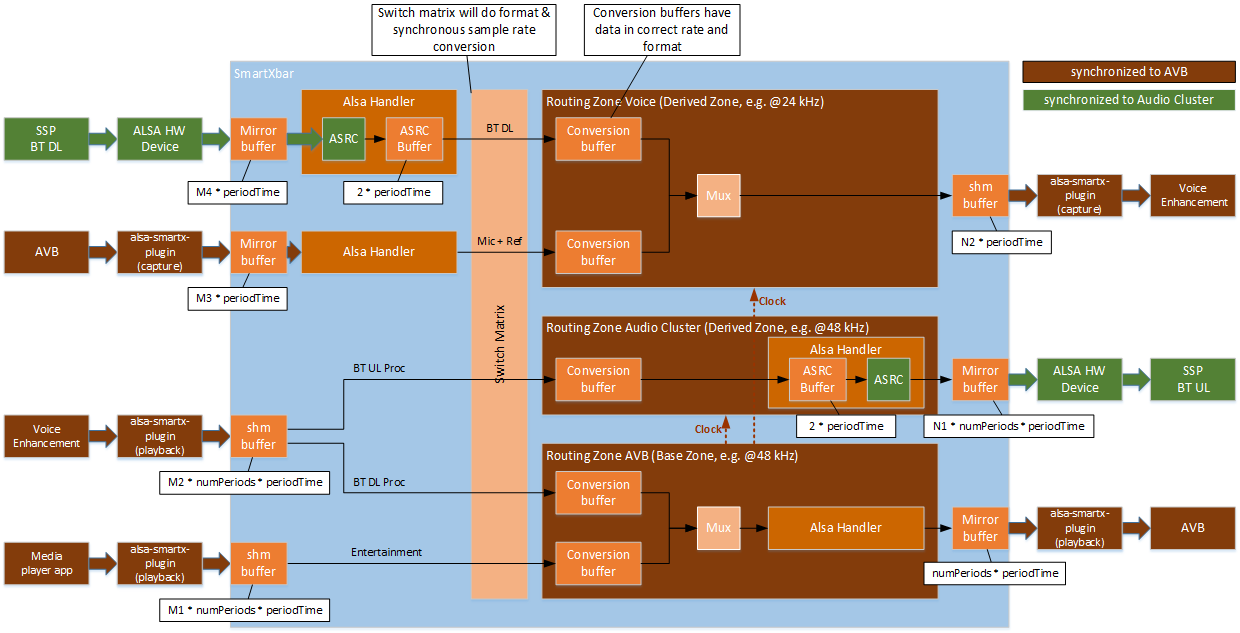 Switch matrix will do format &
synchronous sample rate
conversion
Conversion buffers have
data in correct rate and
format
SmartXbar
synchronized to AVB
synchronized to Audio Cluster
Alsa Handler
Routing Zone Voice (Derived Zone, e.g. @24 kHz)
SSP
BT DL
ALSA HW
Device
Mirror
buffer
ASRC
ASRC
Buffer
BT DL
Conversion
buffer
M4 * periodTime
2 * periodTime
Mux
shm
buffer
alsa-smartx-
plugin
(capture)
Voice
Enhancement
N2 * periodTime
AVB
alsa-smartx-
plugin
(capture)
Mirror
buffer
Alsa Handler
Mic + Ref
Conversion
buffer
M3 * periodTime
Clock
Switch Matrix
Routing Zone Audio Cluster (Derived Zone, e.g. @48 kHz)
Alsa Handler
BT UL Proc
Conversion
buffer
ASRC
Buffer
ASRC
Mirror
buffer
ALSA HW
Device
SSP
BT UL
2 * periodTime
N1 * numPeriods * periodTime
Clock
Voice
Enhancement
alsa-smartx-
plugin
(playback)
shm
buffer
M2 * numPeriods * periodTime
Routing Zone AVB (Base Zone, e.g. @48 kHz)
BT DL Proc
Conversion
buffer
Mux
Alsa Handler
Mirror
buffer
alsa-smartx-
plugin
(playback)
AVB
numPeriods * periodTime
Media
player app
alsa-smartx-
plugin
(playback)
shm
buffer
Entertainment
Conversion
buffer
M1 * numPeriods * periodTime